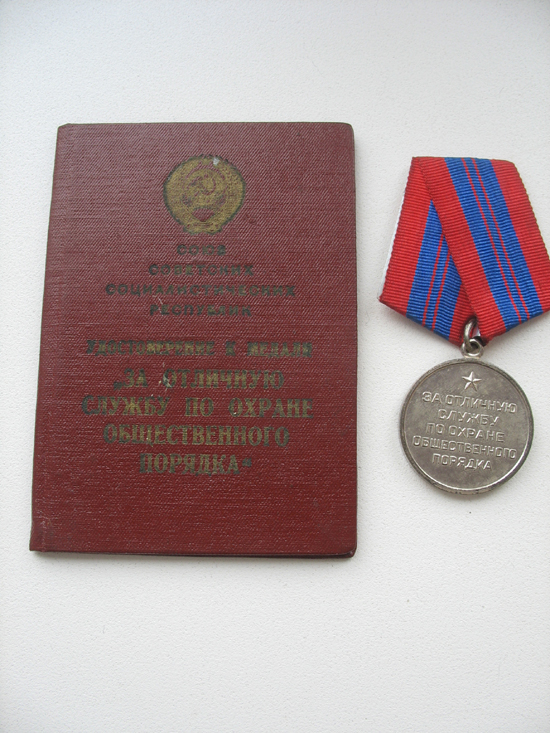 СОЮЗ
СОВЕТСКИХ
СОЦИАЛИСТИЧЕСКИХ
РЕСПУБЛИК
УДОСТОВЕРЕНИЕ К МЕДАЛИ
„ЗА ОТЛИЧНУЮ
СЛУЖБУ ПО ОХРАНЕ
ОБЩЕСТВЕННОГО
ПОРЯДКА“
ЗА ОТЛИЧНУЮ
СЛУЖБУ
ПО ОХРАНЕ
ОБЩЕСТВЕННОГО
ПОРЯДКА